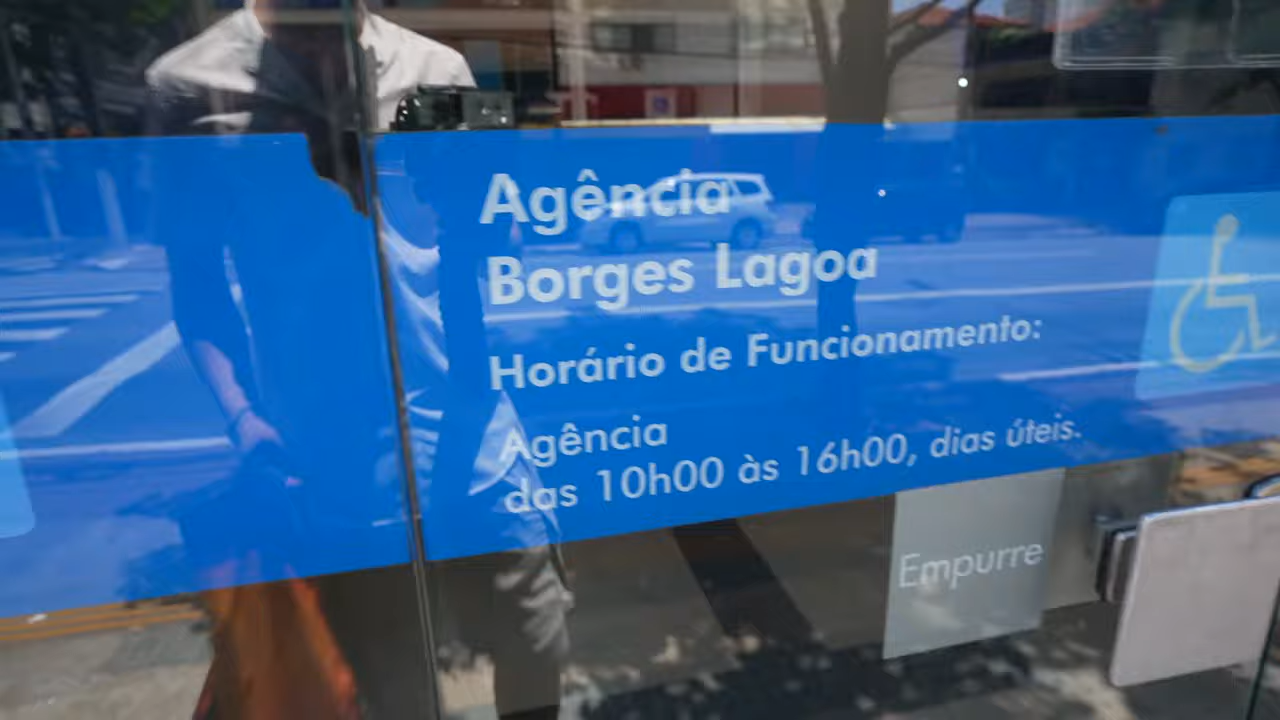 Agência
Borges Lagoa
Horário de Funcionamento:
Agência
das 10h00 às 16h00, dias úteis.
Empurre